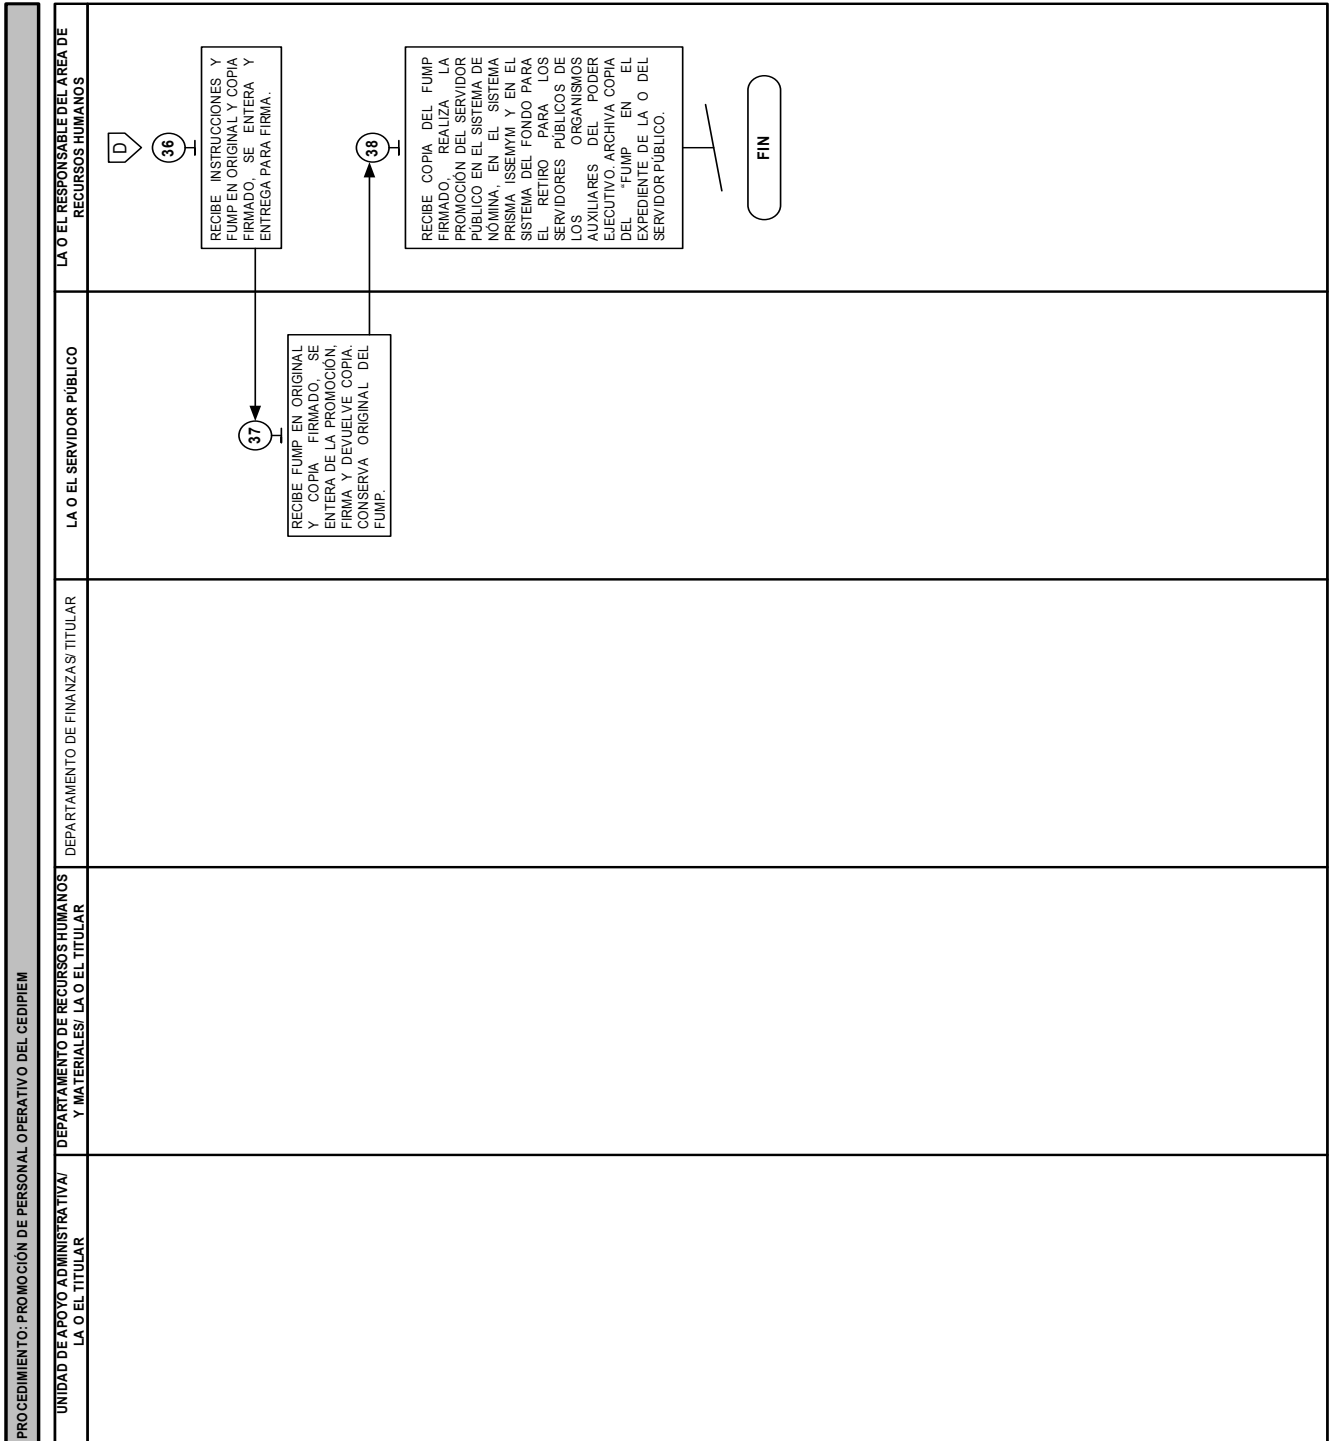 PROCEDIMIENTO: PROMOCIÓN DE PERSONAL OPERATIVO DEL CEDIPIEM
UNIDAD DE APOYO ADMINISTRATIVA/
LA O EL TITULAR
DEPARTAMENTO DE RECURSOS HUMANOS
Y MATERIALES/ LA O EL TITULAR
DEPARTAMENTO DE FINANZAS/ TITULAR
LA O EL SERVIDOR PÚBLICO
LA O EL RESPONSABLE DEL AREA DE
RECURSOS HUMANOS
D
36
RECIBE INSTRUCCIONES Y
FUMP EN ORIGINAL Y COPIA
FIRMADO, SE ENTERA Y
ENTREGA PARA FIRMA.
37
RECIBE FUMP EN ORIGINAL
Y COPIA FIRMADO, SE
ENTERA DE LA PROMOCIÓN,
FIRMA Y DEVUELVE COPIA.
CONSERVA ORIGINAL DEL
FUMP.
38
RECIBE COPIA DEL FUMP
FIRMADO, REALIZA LA
PROMOCIÓN DEL SERVIDOR
PÚBLICO EN EL SISTEMA DE
NÓMINA, EN EL SISTEMA
PRISMA ISSEMYM Y EN EL
SISTEMA DEL FONDO PARA
EL RETIRO PARA LOS
SERVIDORES PÚBLICOS DE
LOS ORGANISMOS
AUXILIARES DEL PODER
EJECUTIVO. ARCHIVA COPIA
DEL “FUMP EN EL
EXPEDIENTE DE LA O DEL
SERVIDOR PÚBLICO.
FIN